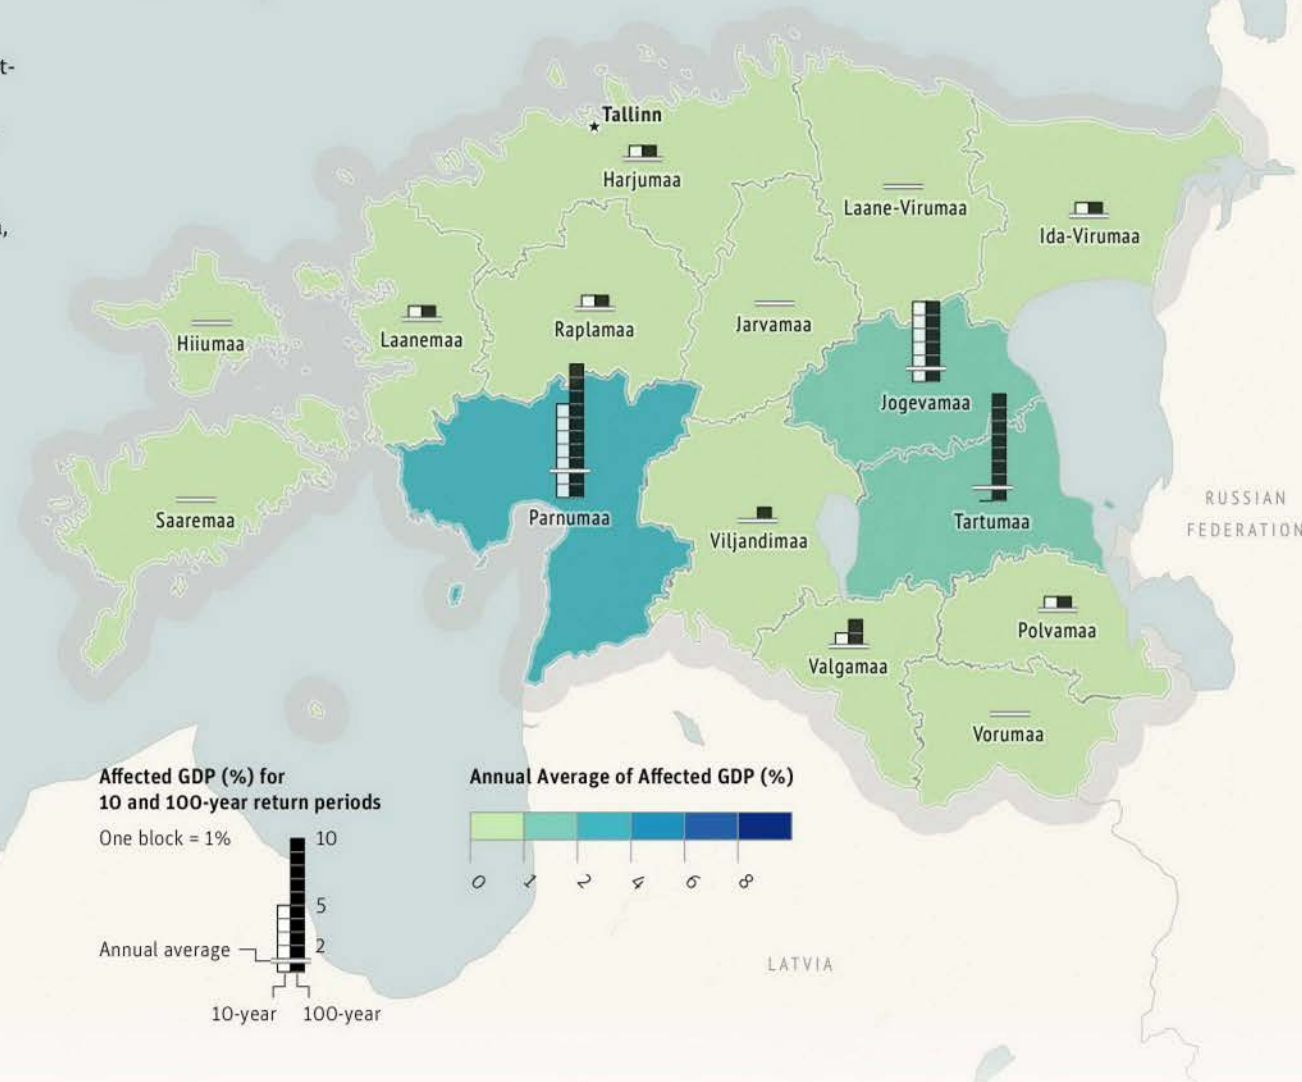 t-
,
Tallinn
Harjumaa
Laane-Virumaa
Ida-Virumaa
Hiiumaa
Laanemaa
Raplamaa
Jarvamaa
Jogevamaa
Saaremaa
Parnumaa
Viljandimaa
Tartumaa
RUSSIAN
FEDERATION
Polvamaa
Valgamaa
Vorumaa
Affected GDP (%) for
10 and 100-year return periods
One block = 1%
10
5
2
Annual average
10-year 100-year
Annual Average of Affected GDP (%)
0 1 2 4 6 8
LATVIA